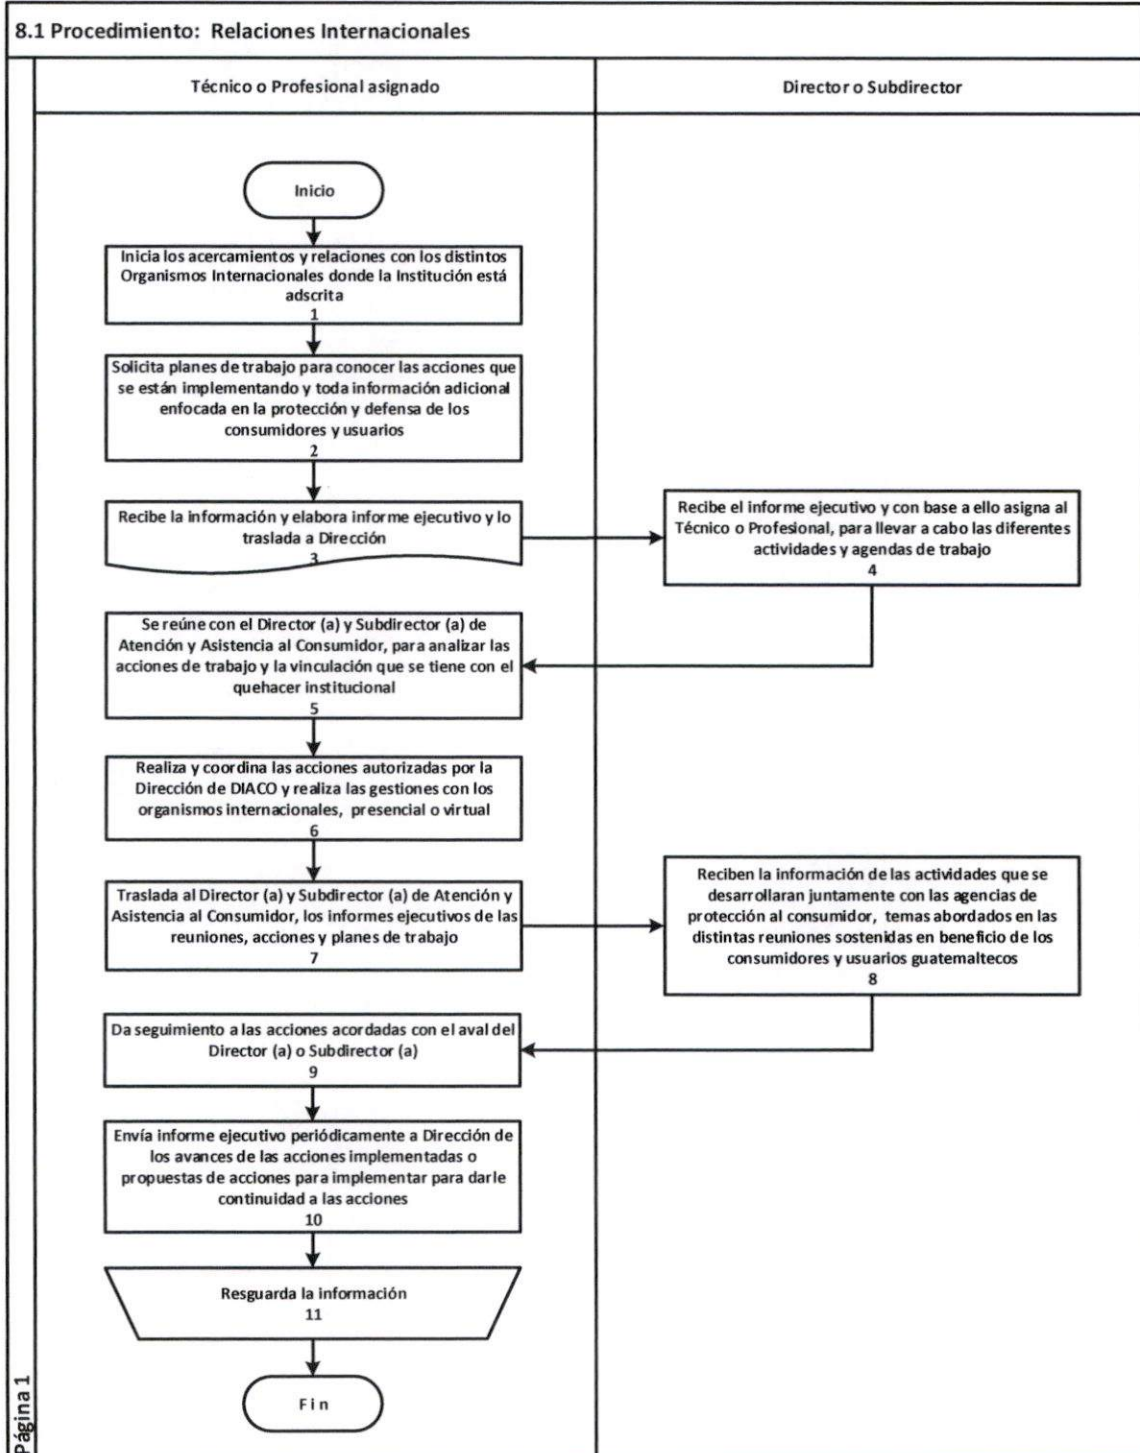 8.1 Procedimiento: Relaciones Internacionales
Técnico o Profesional asignado
Director o Subdirector
Inicio
Inicia los acercamientos y relaciones con los distintos
Organismos Internacionales donde la Institución está
adscrita
1
Solicita planes de trabajo para conocer las acciones que
se están implementando y toda información adicional
enfocada en la protección y defensa de los
consumidores y usuarios
2
Recibe la información y elabora informe ejecutivo y lo
traslada a Dirección
3
Recibe el informe ejecutivo y con base a ello asigna al
Técnico o Profesional, para llevar a cabo las diferentes
actividades y agendas de trabajo
4
Se reúne con el Director (a) y Subdirector (a) de
Atención y Asistencia al Consumidor, para analizar las
acciones de trabajo y la vinculación que se tiene con el
quehacer institucional
5
Realiza y coordina las acciones autorizadas por la
Dirección de DIACO y realiza las gestiones con los
organismos internacionales, presencial o virtual
6
Traslada al Director (a) y Subdirector (a) de Atención y
Asistencia al Consumidor, los informes ejecutivos de las
reuniones, acciones y planes de trabajo
7
Reciben la información de las actividades que se
desarrollaran juntamente con las agencias de
protección al consumidor, temas abordados en las
distintas reuniones sostenidas en beneficio de los
consumidores y usuarios guatemaltecos
8
Da seguimiento a las acciones acordadas con el aval del
Director (a) o Subdirector (a)
9
Envía informe ejecutivo periódicamente a Dirección de
los avances de las acciones implementadas o
propuestas de acciones para implementar para darle
continuidad a las acciones
10
Resguarda la información
11
Fin
Página 1